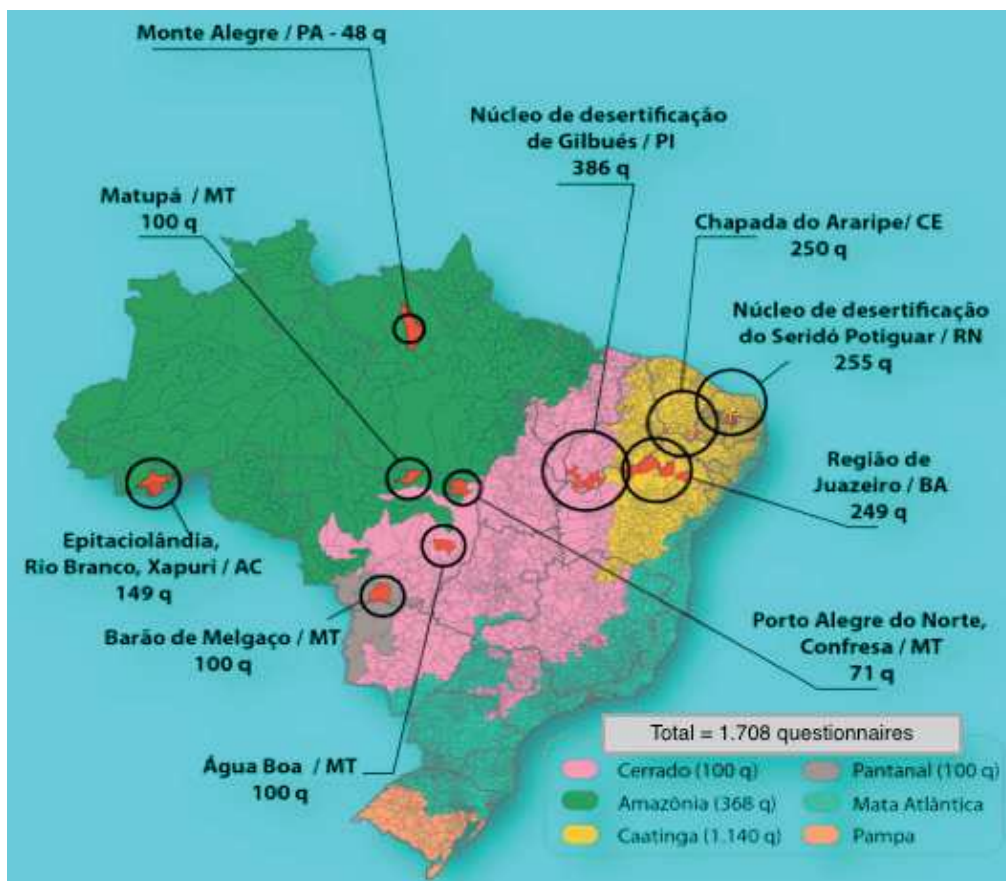 Monte Alegre / PA - 48 q
Núcleo de desertificação
de Gilbués / PI
386 q
Matupá / MT
100 q
Chapada do Araripe/ CE
250 q
Núcleo de desertificação
do Seridó Potiguar / RN
255 q
Região de
Juazeiro / BA
249 q
Epitaciolândia,
Rio Branco, Xapuri / AC
149 q
Barão de Melgaço / MT
100 q
Porto Alegre do Norte,
Confresa / MT
71 q
Água Boa / MT
100 q
Total = 1.708 questionnaires
Cerrado (100 q)
Pantanal (100 q)
Amazônia (368 q)
Mata Atlântica
Caatinga (1.140 q)
Pampa